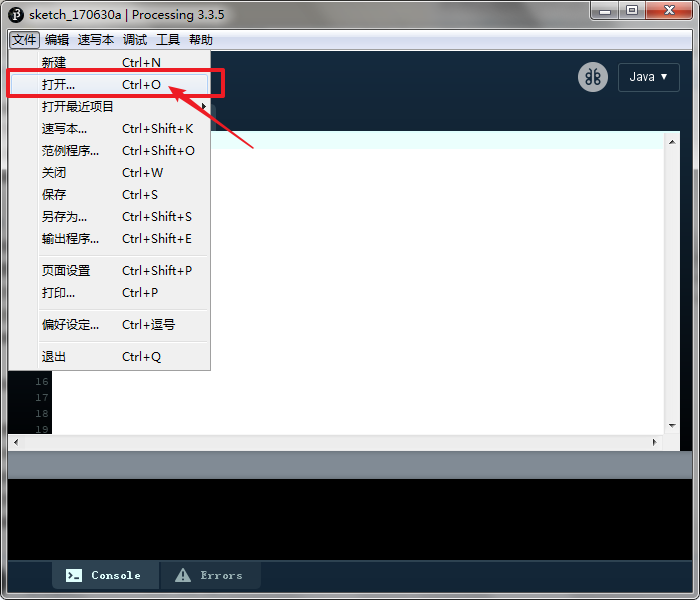 sketch_170630a | Processing 3.3.5
文件 编辑 速写本 调试 工具 帮助
新建 Ctrl+N
打开... Ctrl+O
打开最近项目
速写本... Ctrl+Shift+K
范例程序... Ctrl+Shift+O
关闭 Ctrl+W
保存 Ctrl+S
另存为... Ctrl+Shift+S
输出程序... Ctrl+Shift+E
页面设置 Ctrl+Shift+P
打印... Ctrl+P
偏好设定... Ctrl+逗号
退出 Ctrl+Q
Java
16
17
18
19
Console Errors